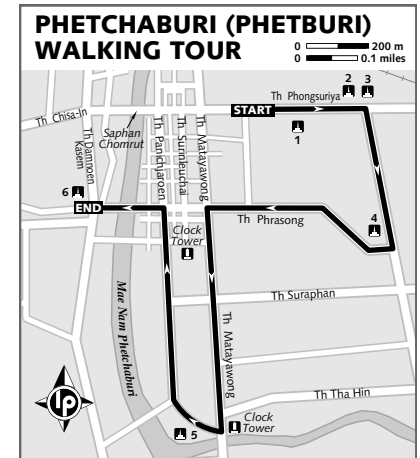 PHETCHABURI (PHETBURI)
WALKING TOUR
0 200 m
0 0.1 miles
Th Phongsuriya
2 3
START
1
Th Chisa-In
Saphan
Chomrut
Th Damnoen
Kasem
Th Panichjaroen
Th Surinleuchai
Th Matayawong
6
END
Th Phrasong
4
Clock
Tower
Mae Nam Phetchaburi
Th Suraphan
Th Matayawong
Th Tha Hin
lp
Clock
Tower
5